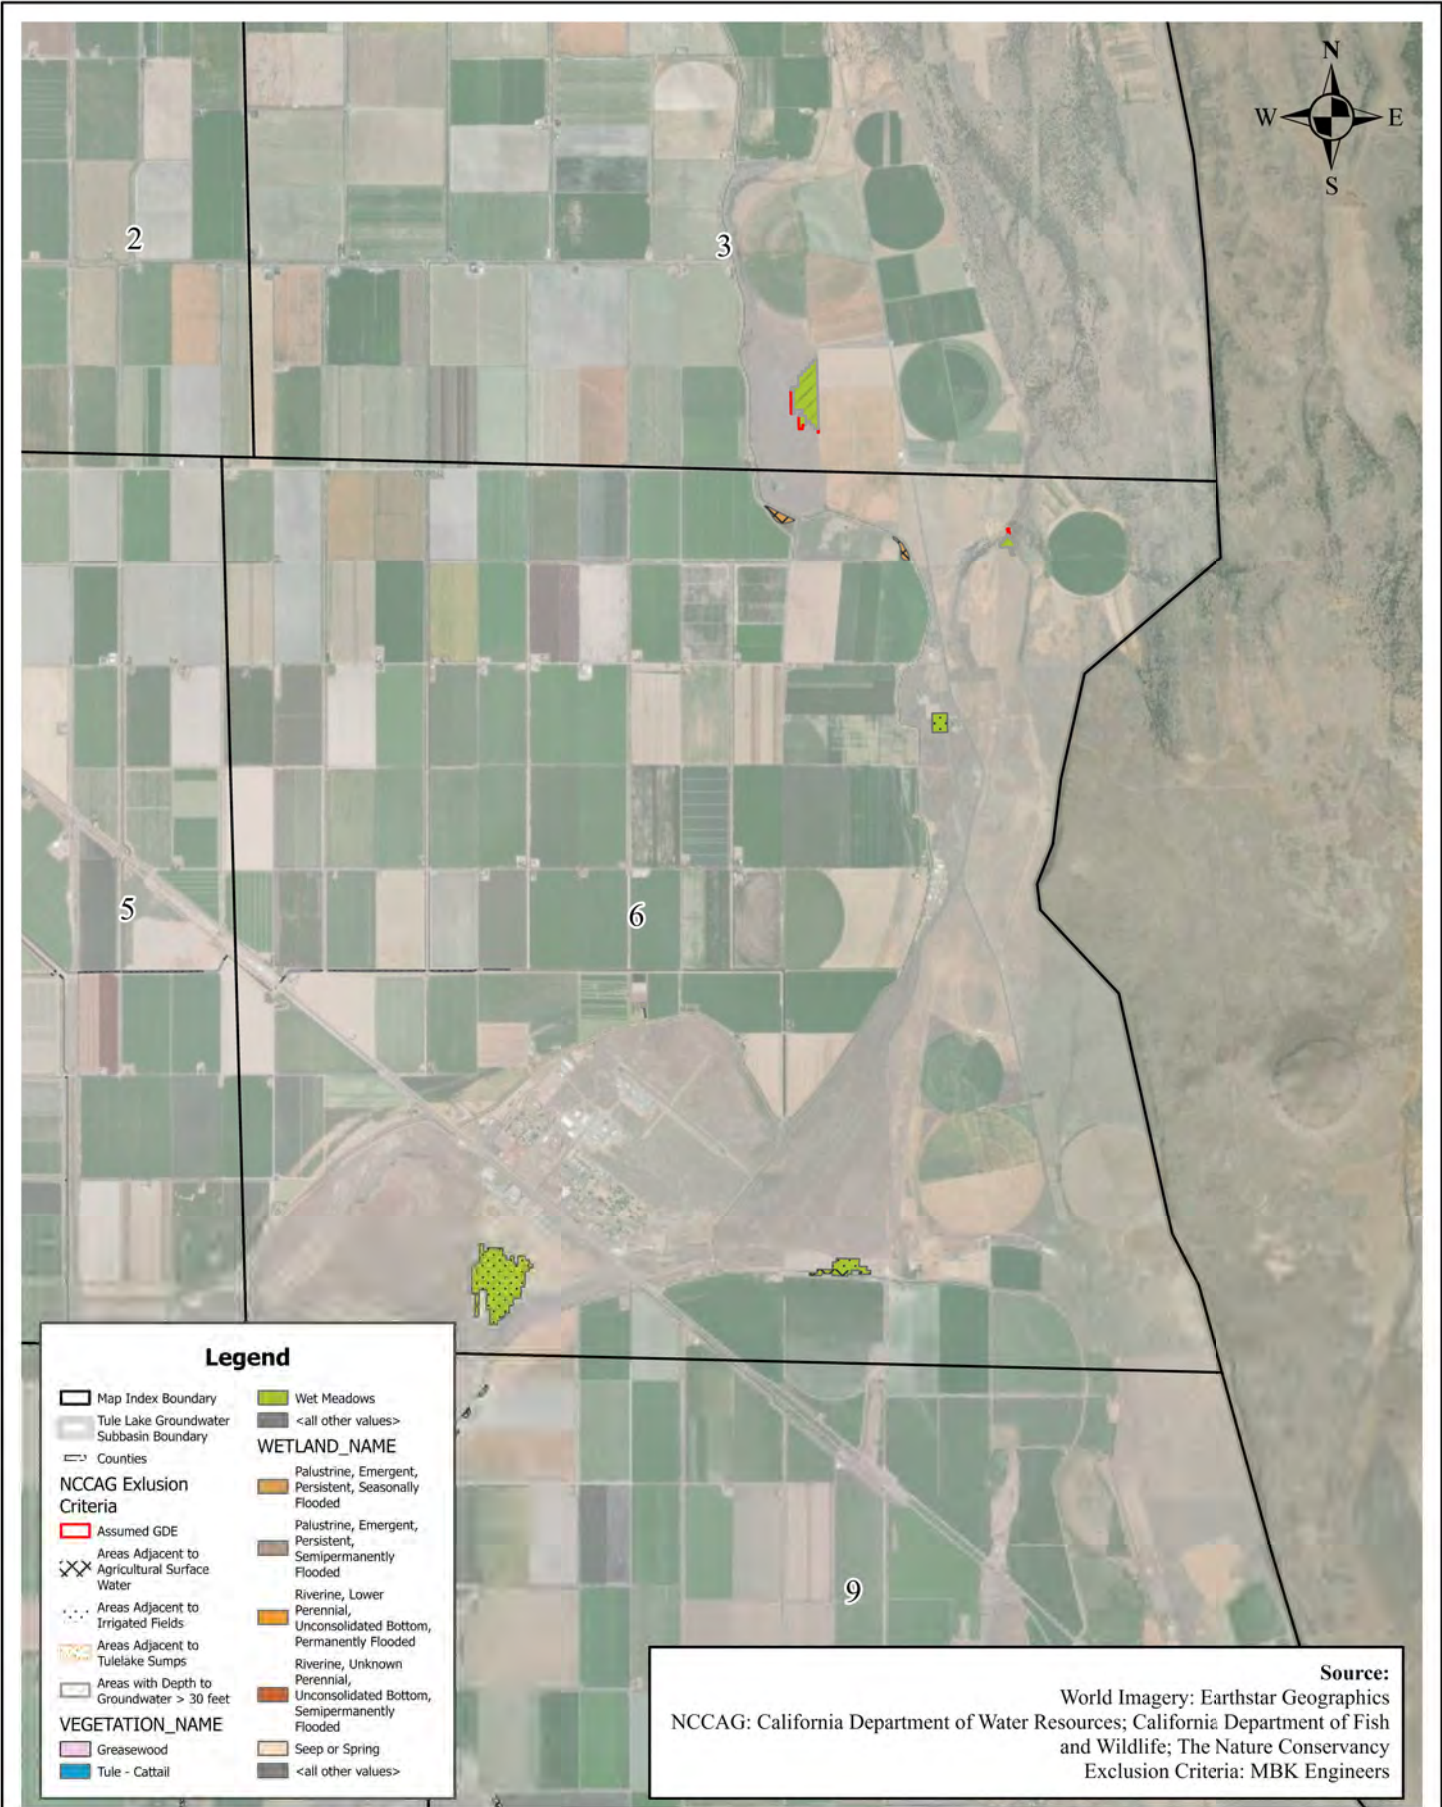 N
W E
S
2
3
5
6
9
Legend
Map Index Boundary
Tule Lake Groundwater
Subbasin Boundary
Counties
NCCAG Exlusion
Criteria
Assumed GDE
Areas Adjacent to
Agricultural Surface
Water
Areas Adjacent to
Irrigated Fields
Areas Adjacent to
Tulelake Sumps
Areas with Depth to
Groundwater > 30 feet
VEGETATION_NAME
Greasewood
Tule - Cattail
Wet Meadows
<all other values>
WETLAND_NAME
Palustrine, Emergent,
Persistent, Seasonally
Flooded
Palustrine, Emergent,
Persistent,
Semipermanently
Flooded
Riverine, Lower
Perennial,
Unconsolidated Bottom,
Permanently Flooded
Riverine, Unknown
Perennial,
Unconsolidated Bottom,
Semipermanently
Flooded
Seep or Spring
<all other values>
Source:
World Imagery: Earthstar Geographics
NCCAG: California Department of Water Resources; California Department of Fish
and Wildlife; The Nature Conservancy
Exclusion Criteria: MBK Engineers